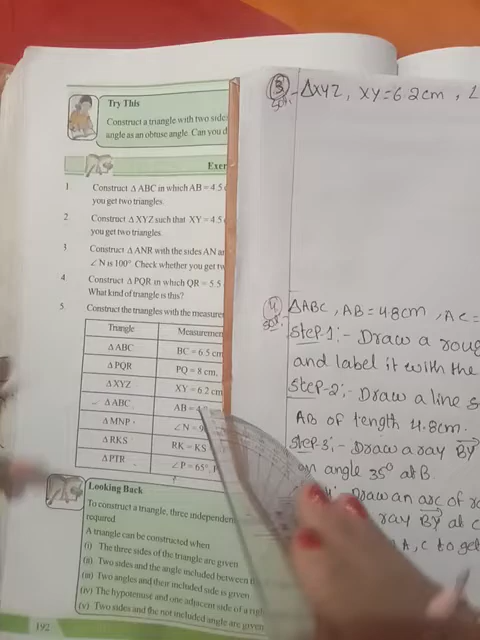 Try This
Construct a triangle with two side
angle as an obtuse angle. Can you d
Exer
1. Construct Δ ABC in which AB = 4.5
you get two triangles.
2. Construct Δ XYZ such that XY = 4.5
you get two triangles.
3. Construct Δ ANR with the sides AN
∠N is 100° Check whether you get
4. Construct Δ PQR in which QR = 5.5
What kind of triangle is this?
5. Construct the triangles with the measure
Triangle Measuremen
Δ ABC BC = 6.5 cm
Δ PQR PQ = 8 cm,
Δ XYZ XY = 6.2 cm
Δ ABC AB =
Δ MNP ∠N = 9
Δ RKS RK = KS
Δ PTR ∠P = 65°,
Looking Back
To construct a triangle, three independen
required
A triangle can be constructed when
(i) The three sides of the triangle are given
(ii) Two sides and the angle included between
(iii) Two angles and their included side is given
(iv) The hypotenuse and one adjacent side of a
(v) Two sides and the not included angle are given
192
③ ΔXYZ, XY=6.2cm, ∠
Sol:-
④ ΔABC, AB=4.8cm, AC=
Sol:- Step-1:- Draw a roug
and label it with the
Step-2:- Draw a line s
AB of length 4.8cm.
Step-3:- Draw a ray BY
an angle 35° at B.
Draw an arc of
ray BY at
A, C to get